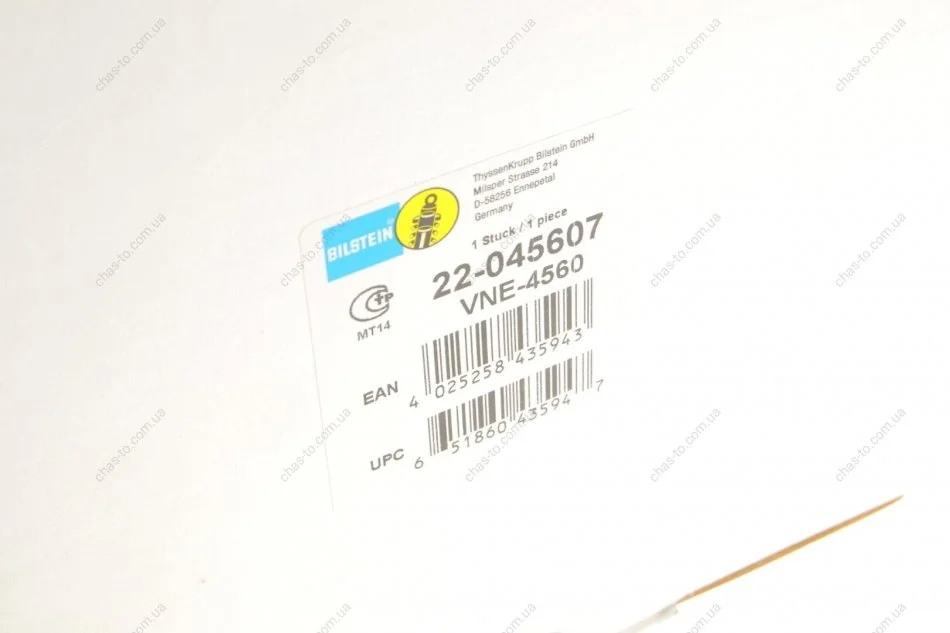 ThyssenKrupp Bilstein GmbH
Milsper Strasse 214
D-58256 Ennepetal
Germany
BILSTEIN®
1 Stuck / 1 piece
22-045607
VNE-4560
MT14
EAN
4 025258 435943
UPC
6 51860 43594 7
chas-to.com.ua